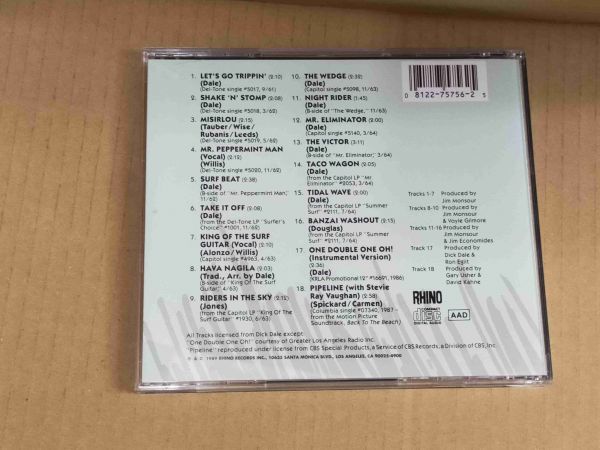 1. LET'S GO TRIPPIN' (2:10)
(Dale)
(Del-Tone single #5017, 9/61)
2. SHAKE 'N' STOMP (2:08)
(Dale)
(Del-Tone single #5018, 3/62)
3. MISIRLOU (2:15)
(Tauber/Wise/
Rubanis/Leeds)
(Del-Tone single #5019, 5/62)
4. MR. PEPPERMINT MAN
(Vocal) (2:12)
(Willis)
(Del-Tone single #5020, 11/62)
5. SURF BEAT (2:38)
(Dale)
(B-side of "Mr. Peppermint Man,"
11/62)
6. TAKE IT OFF (2:08)
(Dale)
(from the Del-Tone LP "Surfer's
Choice" #1001, 11/62)
7. KING OF THE SURF
GUITAR (Vocal) (2:10)
(Alonzo/Willis)
(Capitol single #4963, 4/63)
8. HAVA NAGILA (2:03)
(Trad., Arr. by Dale)
(B-side of "King Of The Surf
Guitar," 4/63)
9. RIDERS IN THE SKY (2:12)
(Jones)
(from the Capitol LP "King Of The
Surf Guitar" #1930, 6/63)
10. THE WEDGE (2:32)
(Dale)
(Capitol single #5098, 11/63)
11. NIGHT RIDER (1:45)
(Dale)
(B-side of "The Wedge," 11/63)
12. MR. ELIMINATOR (2:00)
(Dale)
(Capitol single #5140, 3/64)
13. THE VICTOR (3:11)
(Dale)
(B-side of "Mr. Eliminator," 3/64)
14. TACO WAGON (2:05)
(Dale)
(from the Capitol LP "Mr.
Eliminator" #2053, 3/64)
15. TIDAL WAVE (2:00)
(Dale)
(from the Capitol LP "Summer
Surf" #2111, 7/64)
16. BANZAI WASHOUT (2:15)
(Douglas)
(from the Capitol LP "Summer
Surf" #2111, 7/64)
17. ONE DOUBLE ONE OH!
(Instrumental Version)
(2:36)
(Dale)
(KRLA Promotional 12" #16691, 1986)
18. PIPELINE (with Stevie
Ray Vaughan) (2:58)
(Spickard/Carmen)
(Columbia single #07340, 1987–
from the Motion Picture
Soundtrack, Back To The Beach)
0 81227-75756-2 5
Tracks 1-7 Produced by
Jim Monsour
Tracks 8-10 Produced by
Jim Monsour
& Voyle Gilmore
Tracks 11-16 Produced by
Jim Monsour
& Jim Economides
Track 17 Produced by
Dick Dale &
Ron Eglit
Track 18 Produced by
Gary Usher &
David Kahne
RHINO
COMPACT
disc
DIGITAL AUDIO
AAD
All Tracks licensed from Dick Dale except:
"One Double One Oh!" courtesy of Greater Los Angeles Radio Inc.
"Pipeline" reproduced under license from CBS Special Products, a Service of CBS Records, a Division of CBS, Inc.
℗ & © 1989 RHINO RECORDS INC., 10635 SANTA MONICA BLVD., LOS ANGELES, CA 90025-4900